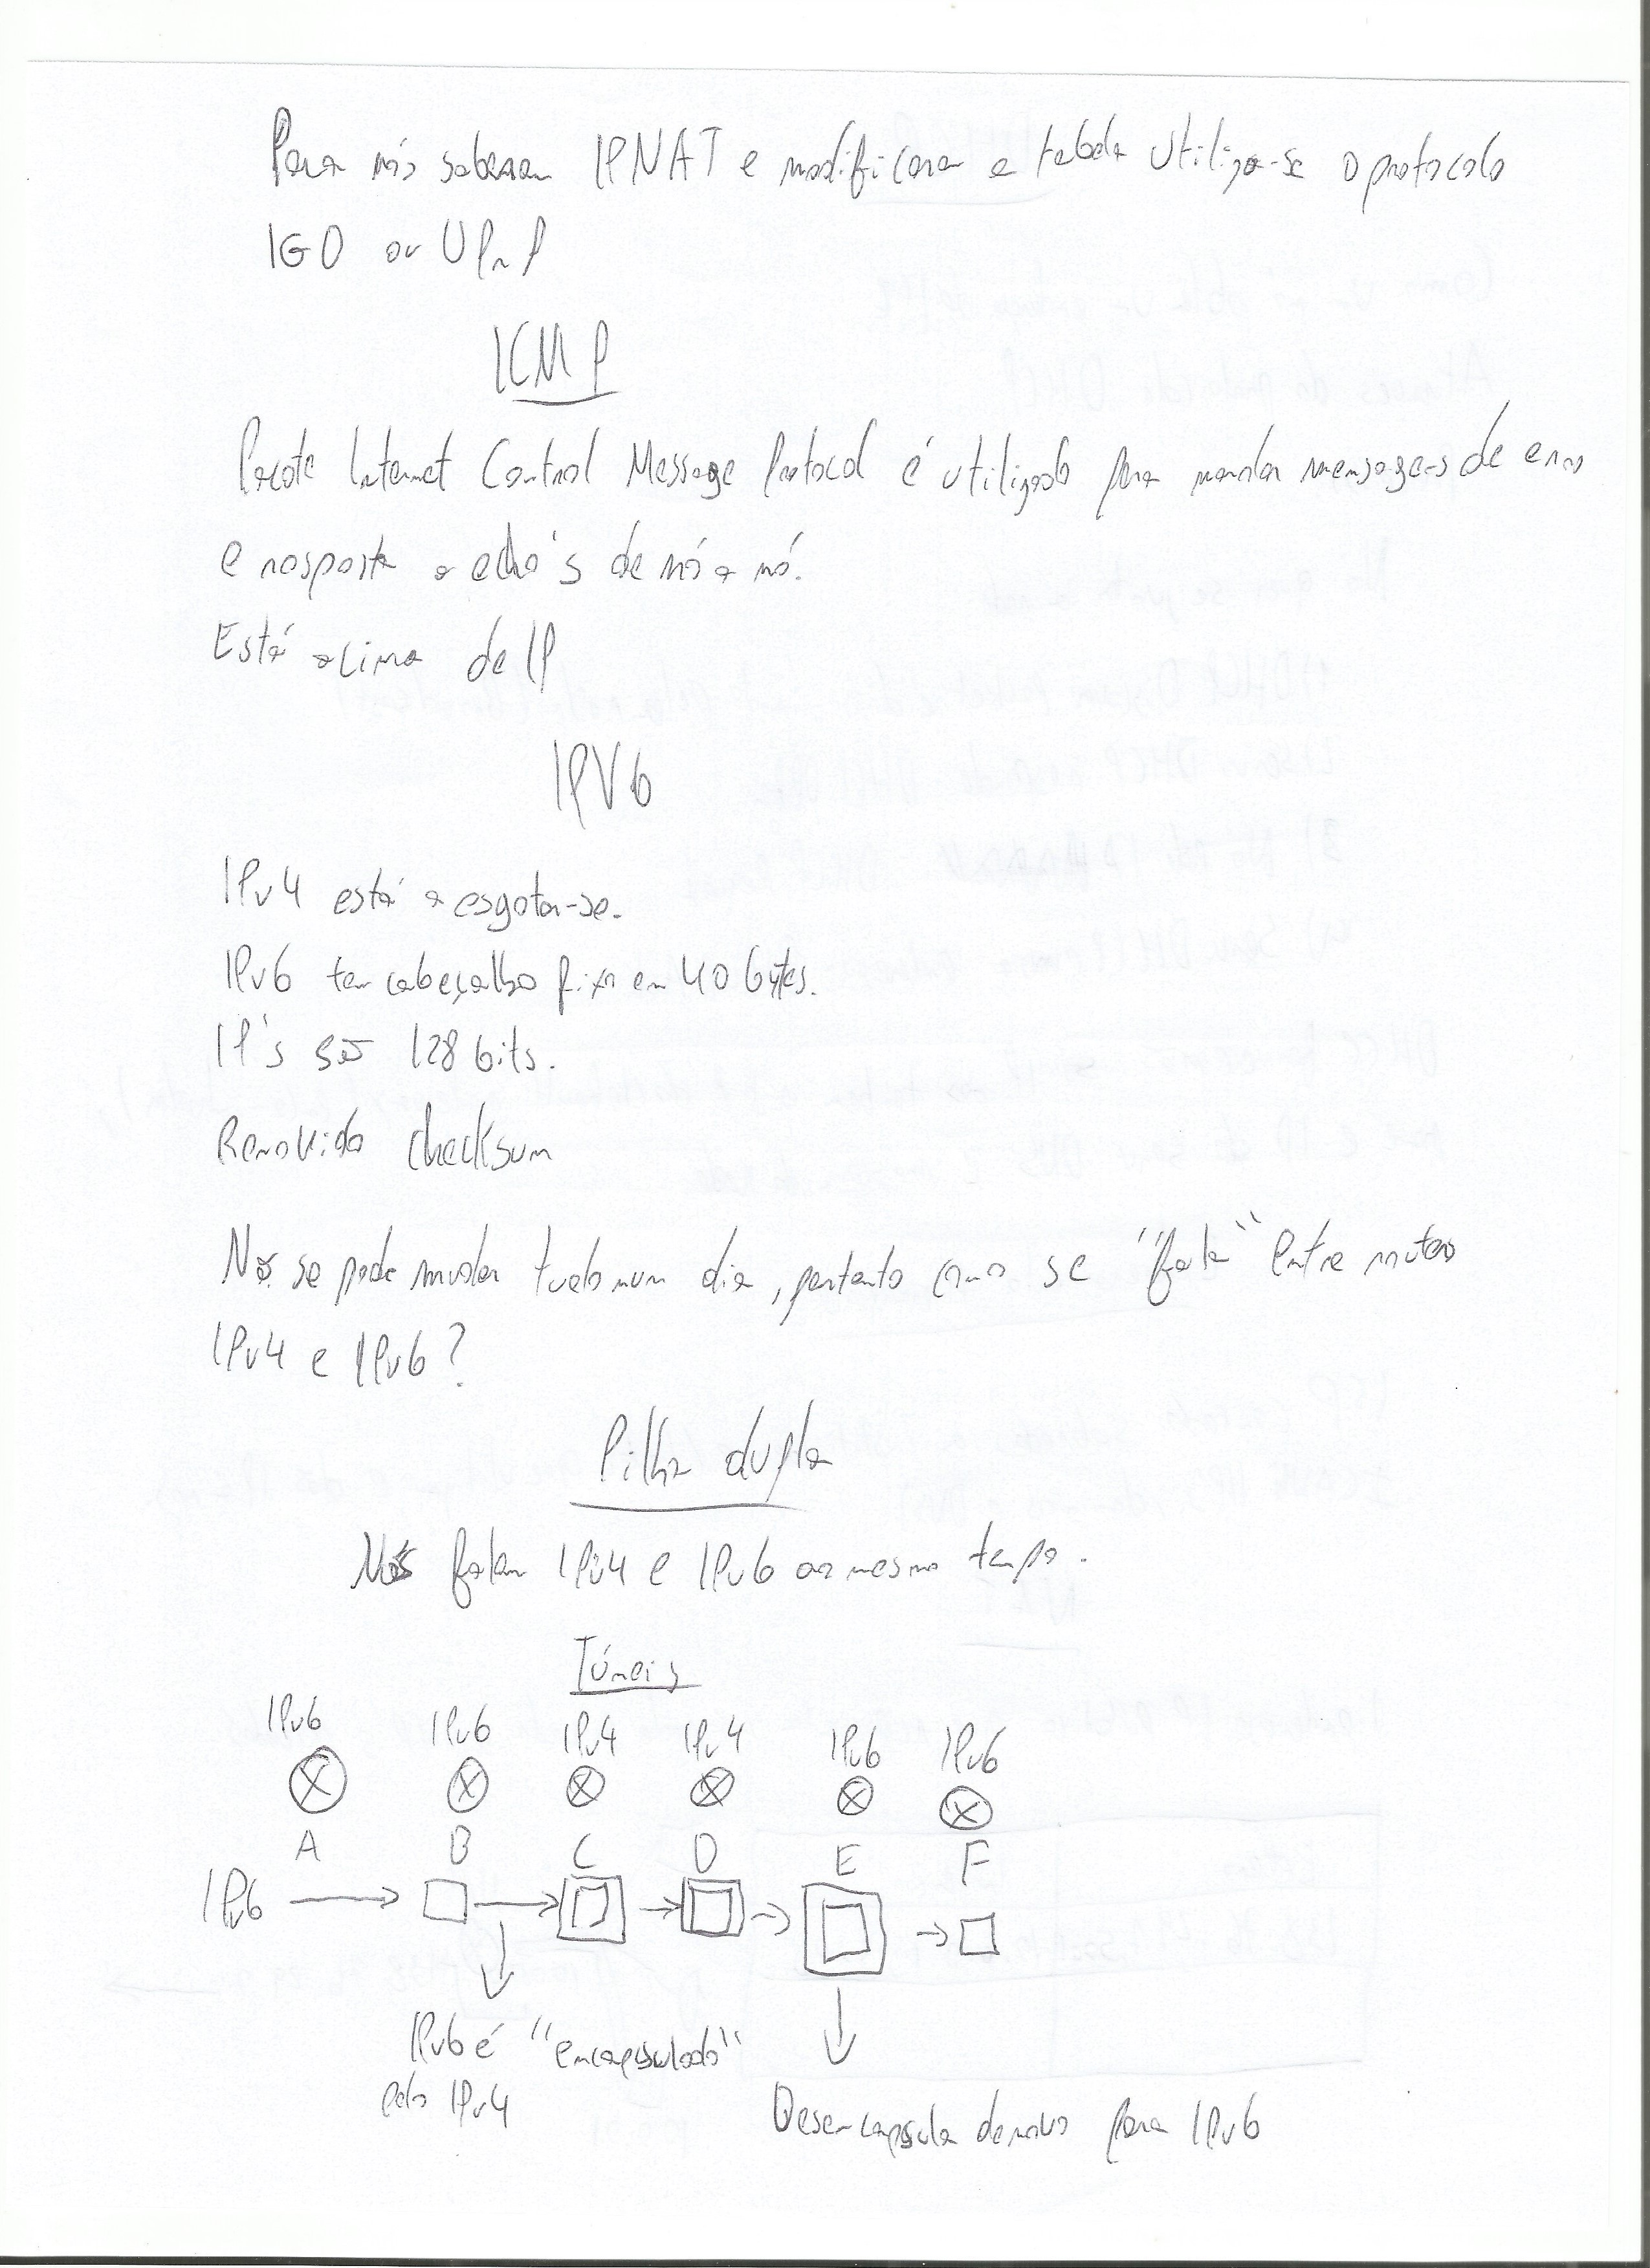 Para nós saberem IPNAT e modificarem a tabela utiliza-se o protocolo
IGD ou UPnP
ICMP
Pacote Internet Control Message Protocol é utilizado para mandar mensagens de erro
e resposta a echo's de nó a nó.
Está acima de IP
IPV6
IPv4 está a esgotar-se.
IPv6 tem cabeçalho fixo em 40 bytes.
IP's são 128 bits.
Removido checksum
Não se pode mudar tudo num dia, portanto como se "fala" entre routers
IPv4 e IPv6?
Pilha dupla
Nós falam IPv4 e IPv6 ao mesmo tempo.
Túneis
IPv6 IPv6 IPv4 IPv4 IPv6 IPv6
A B C D E F
IPv6
IPv6 é "encapsulado"
pelo IPv4
Desencapsula de novo para IPv6